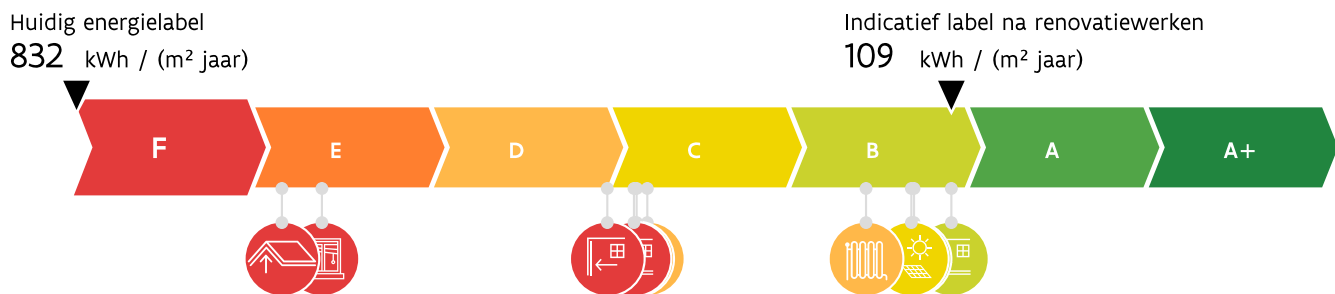 Huidig energielabel
832 kWh / (m² jaar)
Indicatief label na renovatiewerken
109 kWh / (m² jaar)
F E D C B A A+